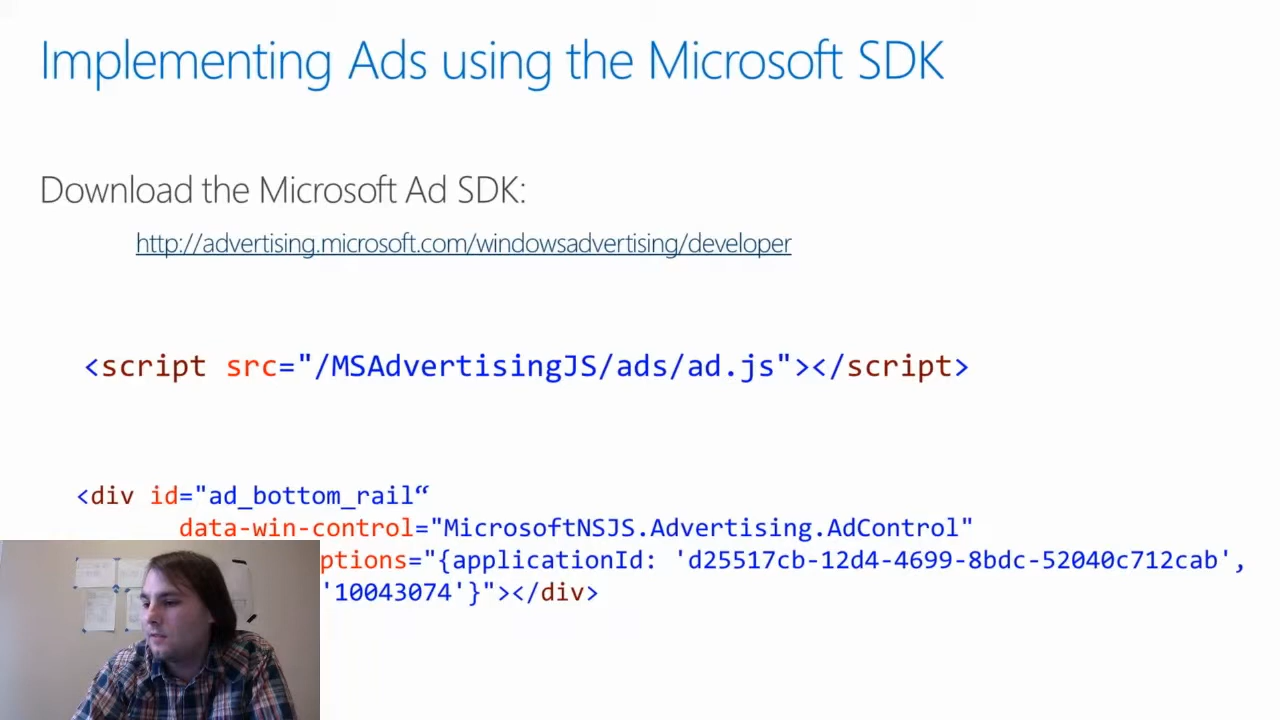 Implementing Ads using the Microsoft SDK
Download the Microsoft Ad SDK:
http://advertising.microsoft.com/windowsadvertising/developer
<script src="/MSAdvertisingJS/ads/ad.js"></script>
<div id="ad_bottom_rail“
data-win-control="MicrosoftNSJS.Advertising.AdControl"
ptions="{applicationId: 'd25517cb-12d4-4699-8bdc-52040c712cab',
'10043074'}"></div>